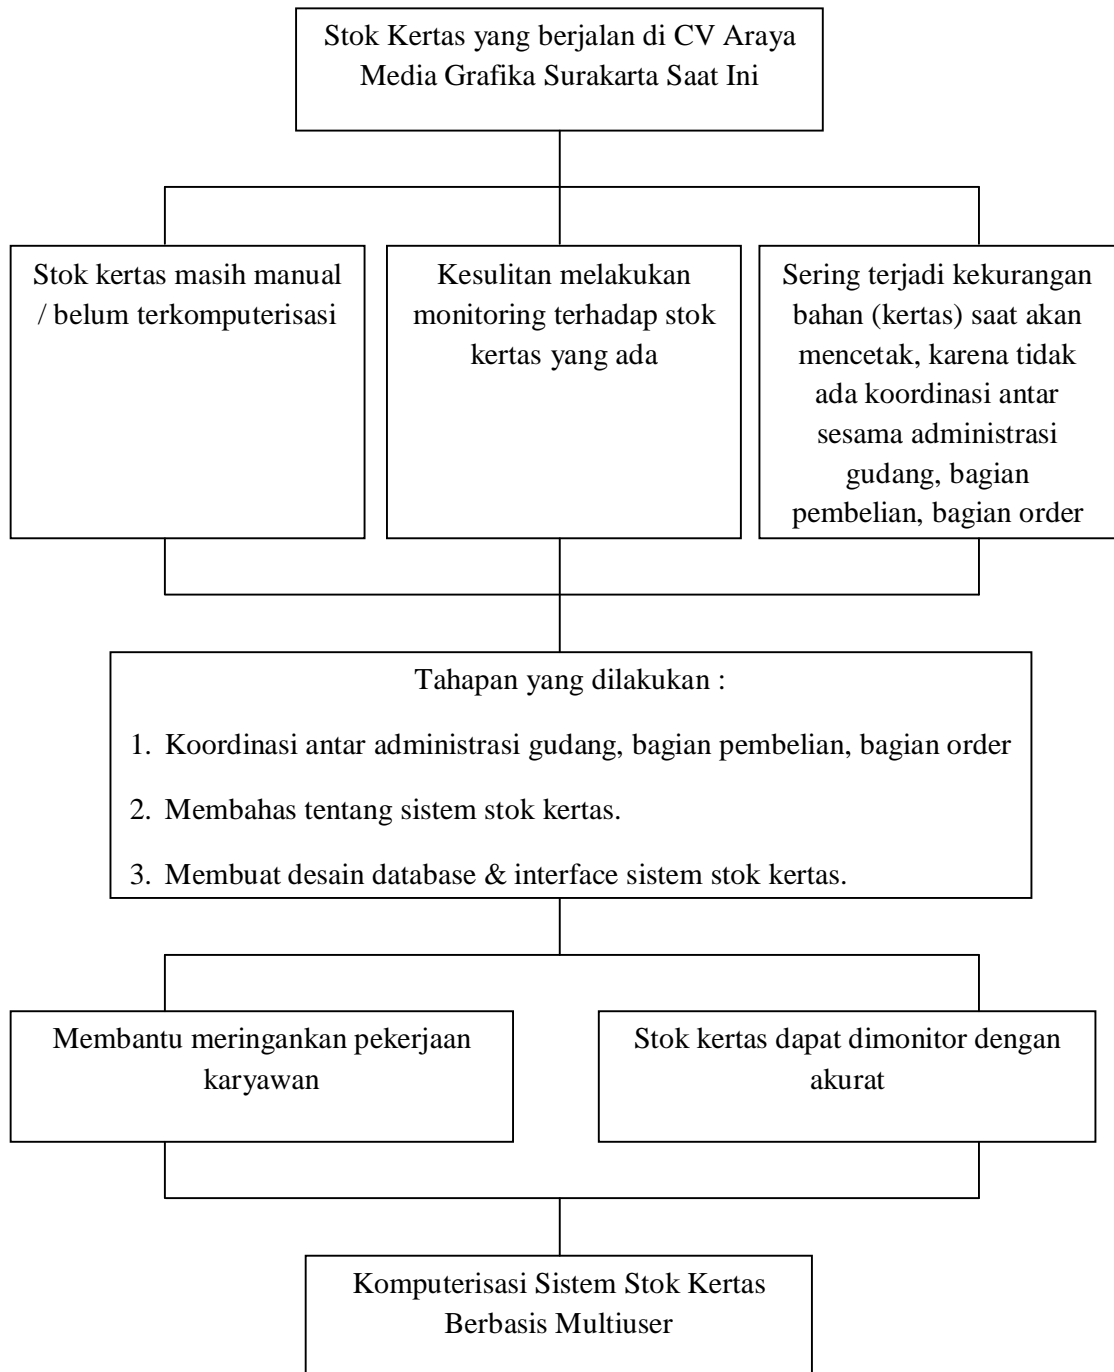 Stok Kertas yang berjalan di CV Araya
Media Grafika Surakarta Saat Ini
Stok kertas masih manual
/ belum terkomputerisasi
Kesulitan melakukan
monitoring terhadap stok
kertas yang ada
Sering terjadi kekurangan
bahan (kertas) saat akan
mencetak, karena tidak
ada koordinasi antar
sesama administrasi
gudang, bagian
pembelian, bagian order
Tahapan yang dilakukan :
1. Koordinasi antar administrasi gudang, bagian pembelian, bagian order
2. Membahas tentang sistem stok kertas.
3. Membuat desain database & interface sistem stok kertas.
Membantu meringankan pekerjaan
karyawan
Stok kertas dapat dimonitor dengan
akurat
Komputerisasi Sistem Stok Kertas
Berbasis Multiuser